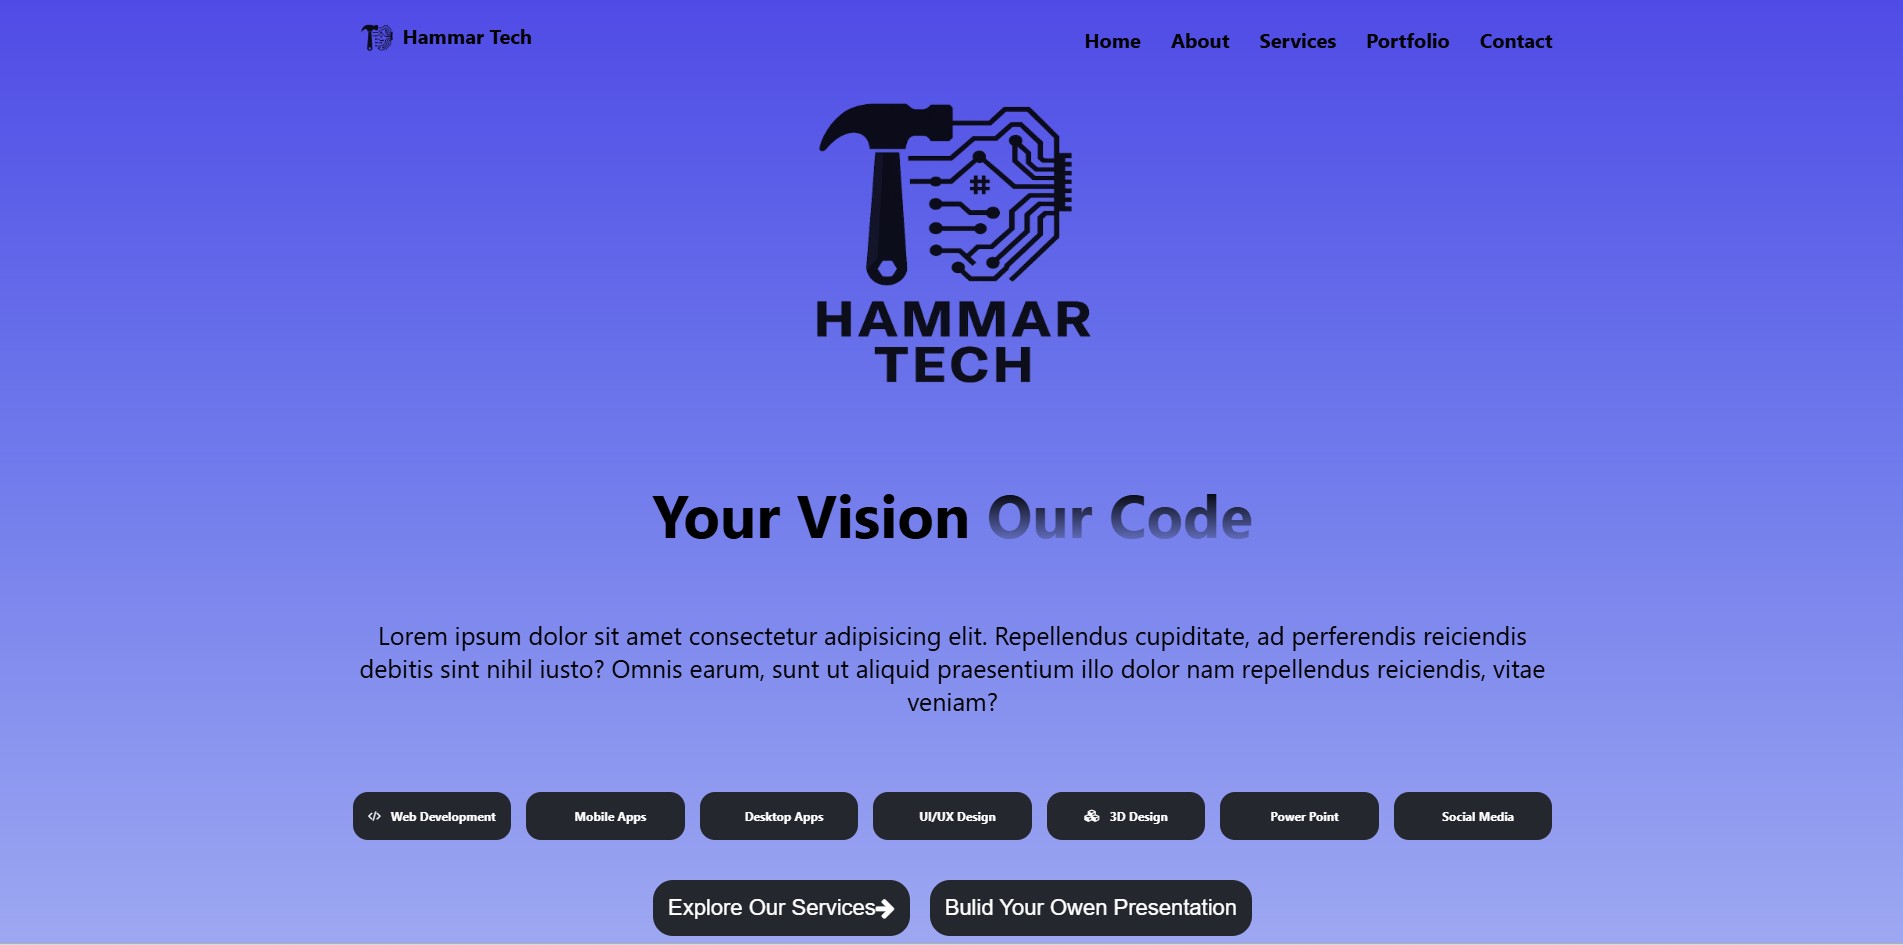 Hammar Tech
Home About Services Portfolio Contact
#
HAMMAR
TECH
Your Vision Our Code
Lorem ipsum dolor sit amet consectetur adipisicing elit. Repellendus cupiditate, ad perferendis reiciendis
debitis sint nihil iusto? Omnis earum, sunt ut aliquid praesentium illo dolor nam repellendus reiciendis, vitae
veniam?
Web Development Mobile Apps Desktop Apps UI/UX Design 3D Design Power Point Social Media
Explore Our Services Bulid Your Owen Presentation